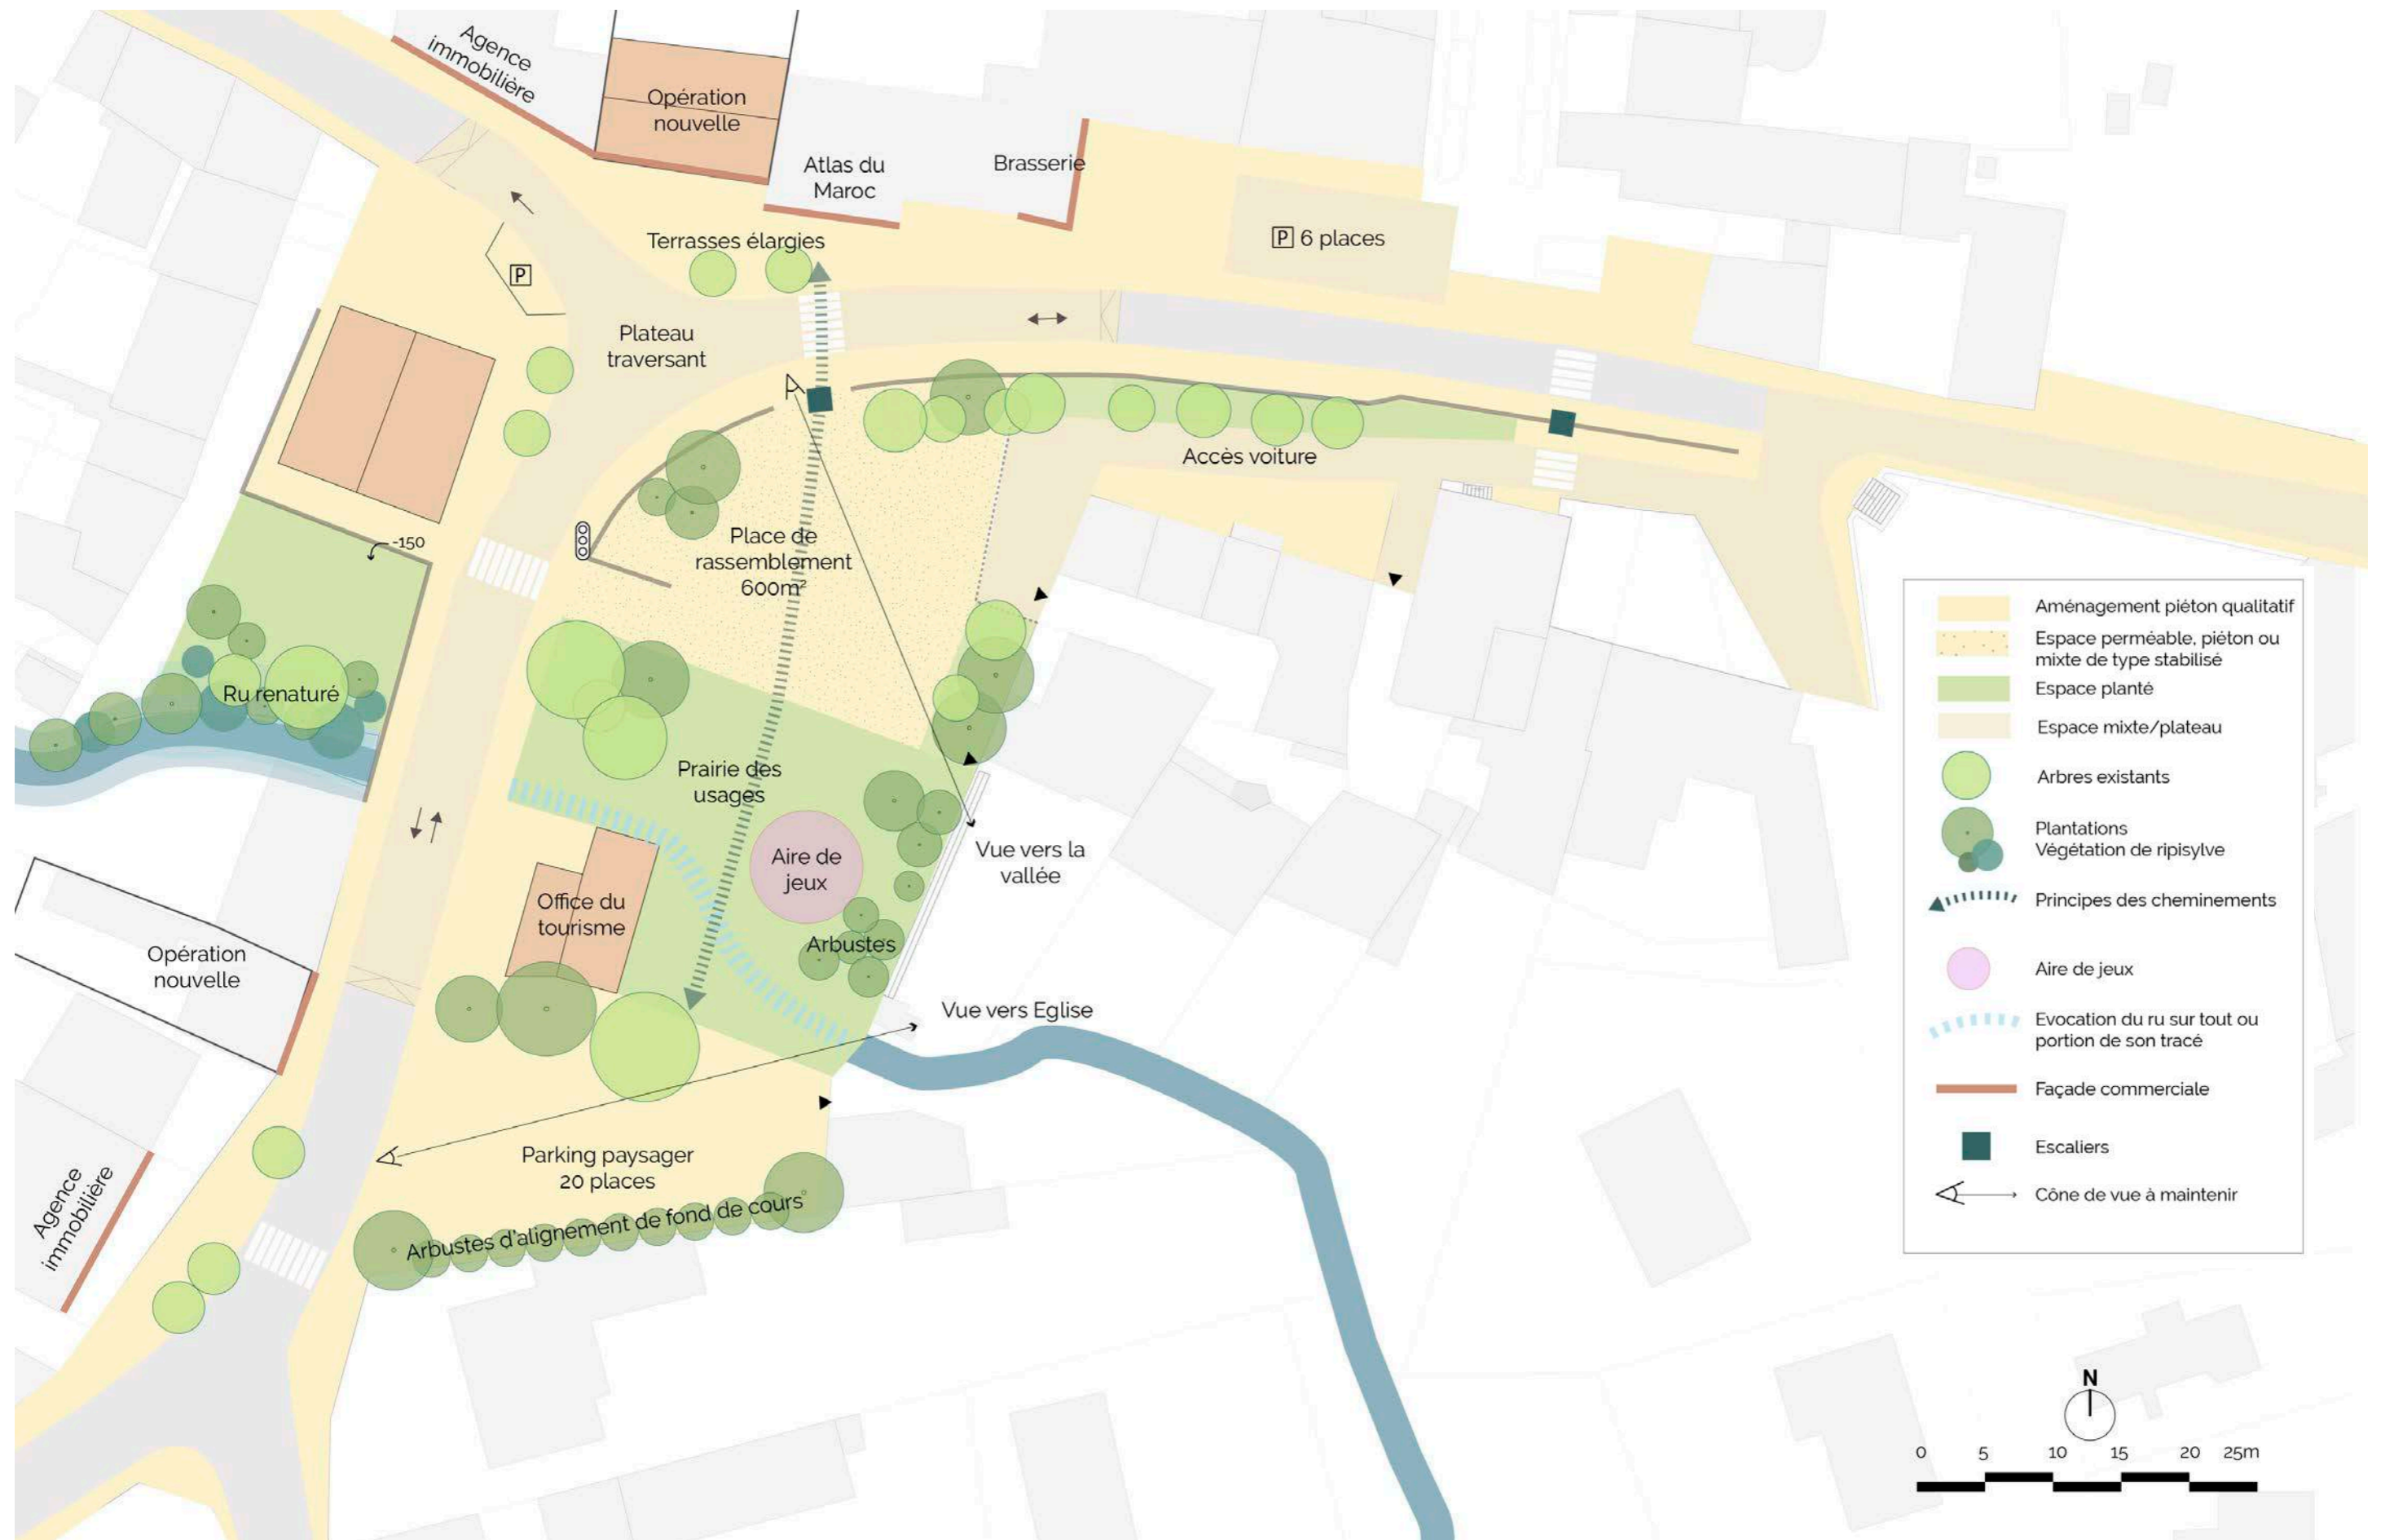 Agence
immobilière
Opération
nouvelle
Atlas du
Maroc
Brasserie
Terrasses élargies
P 6 places
P
Plateau
traversant
Accès voiture
-150
Place de
rassemblement
600m²
Ru renaturé
Prairie des
usages
Aire de
jeux
Vue vers la
vallée
Office du
tourisme
Arbustes
Opération
nouvelle
Vue vers Eglise
Parking paysager
20 places
Arbustes d'alignement de fond de cours
Agence
immobilière
Aménagement piéton qualitatif
Espace perméable, piéton ou
mixte de type stabilisé
Espace planté
Espace mixte/plateau
Arbres existants
Plantations
Végétation de ripisylve
Principes des cheminements
Aire de jeux
Evocation du ru sur tout ou
portion de son tracé
Façade commerciale
Escaliers
Cône de vue à maintenir
N
0 5 10 15 20 25m